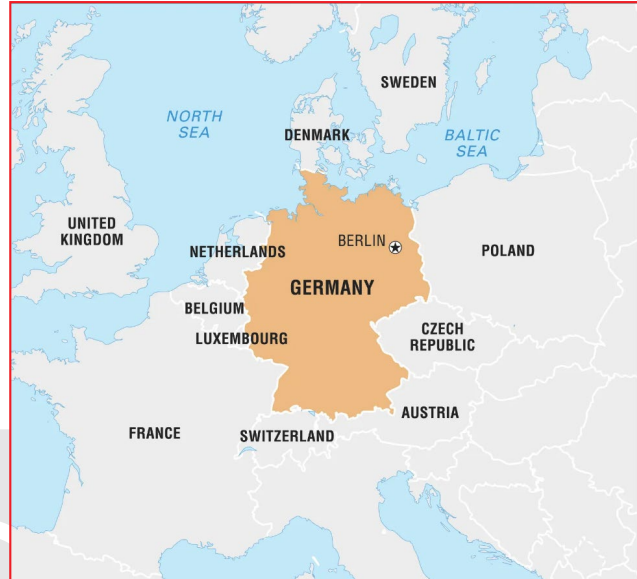 SWEDEN
NORTH
SEA
DENMARK
BALTIC
SEA
UNITED
KINGDOM
NETHERLANDS
BERLIN
POLAND
GERMANY
BELGIUM
LUXEMBOURG
CZECH
REPUBLIC
AUSTRIA
FRANCE
SWITZERLAND